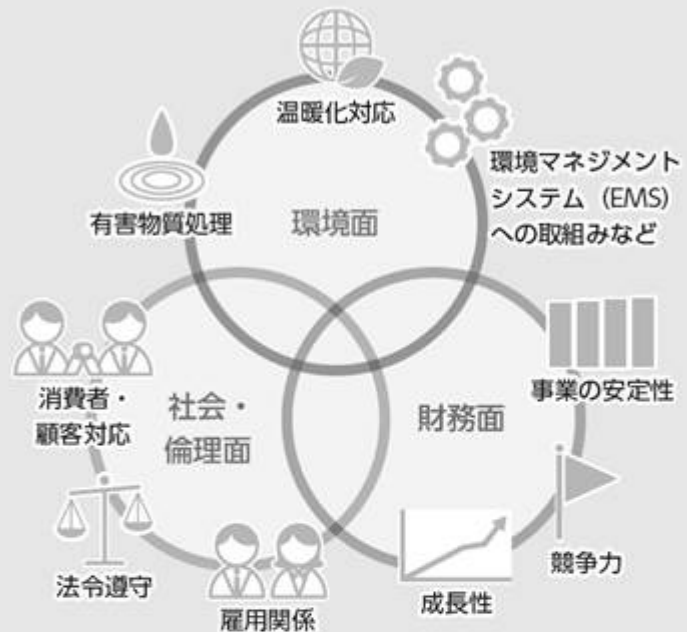 温暖化対応
環境マネジメント
システム（EMS）
への取組みなど
有害物質処理
環境面
消費者・
顧客対応
社会・
倫理面
財務面
事業の安定性
法令遵守
雇用関係
成長性
競争力